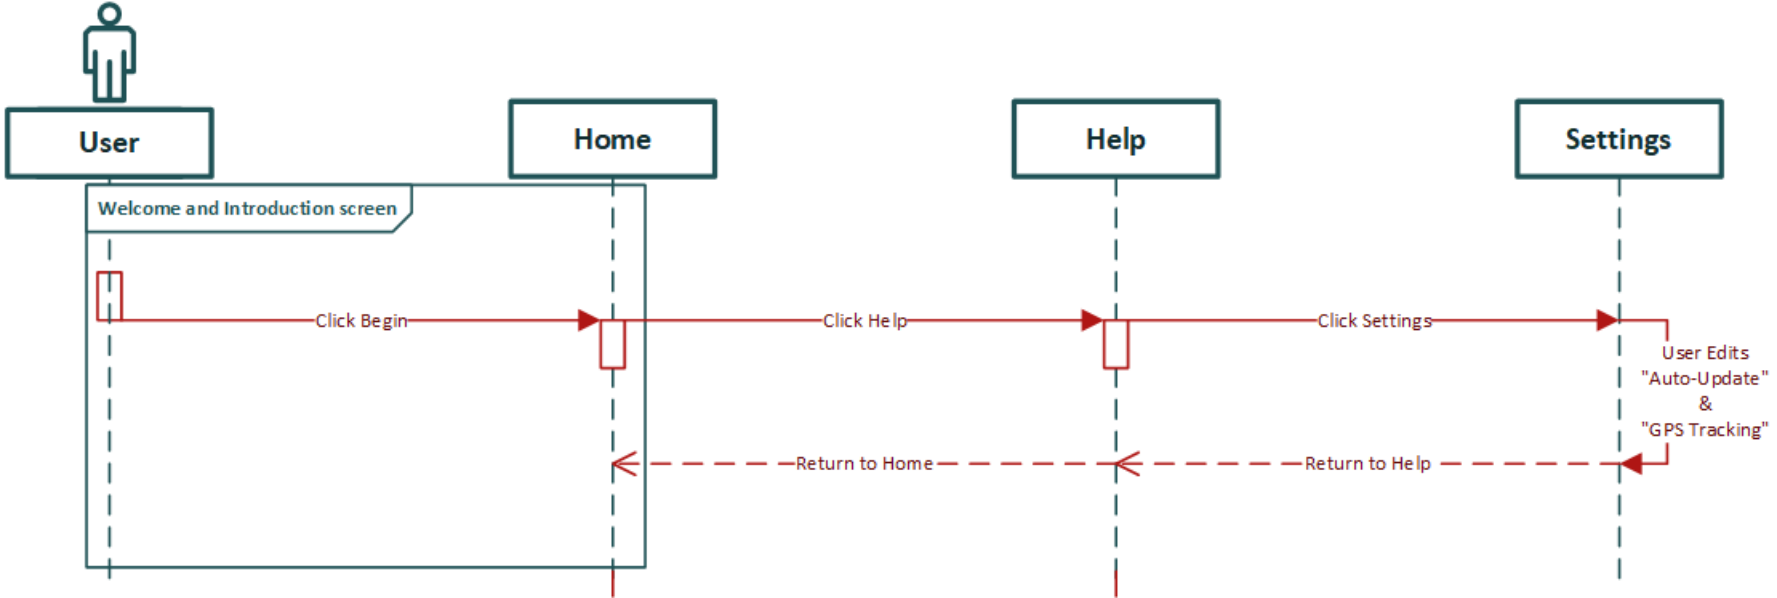 User
Home
Help
Settings
Welcome and Introduction screen
Click Begin
Click Help
Click Settings
User Edits
"Auto-Update"
&
"GPS Tracking"
Return to Home
Return to Help